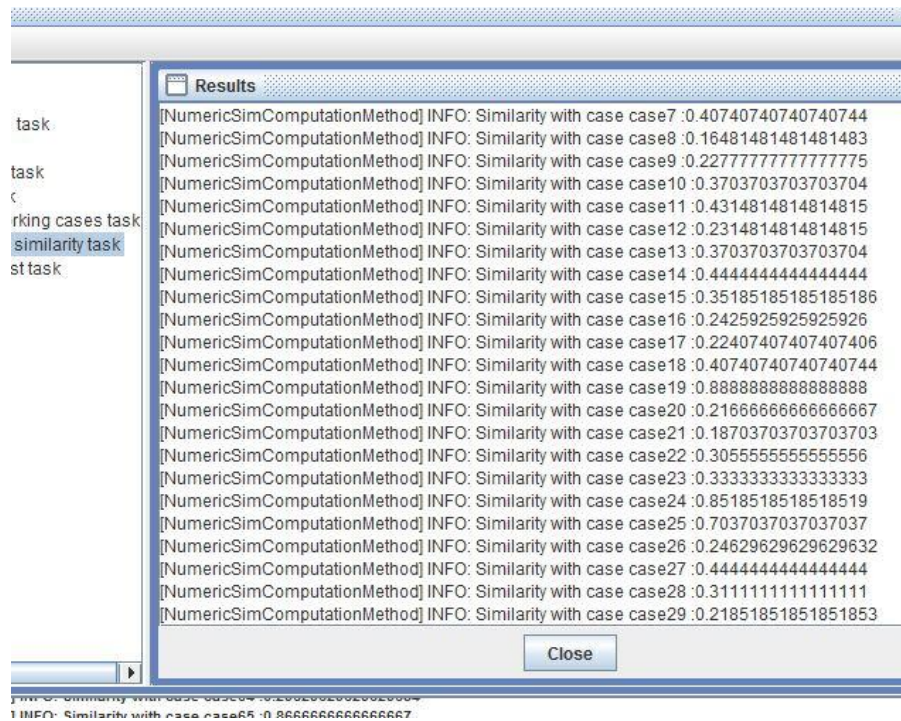 task
task
rking cases task
similarity task
st task
Results
[NumericSimComputationMethod] INFO: Similarity with case case7 :0.40740740740740744
[NumericSimComputationMethod] INFO: Similarity with case case8 :0.16481481481481483
[NumericSimComputationMethod] INFO: Similarity with case case9 :0.22777777777777775
[NumericSimComputationMethod] INFO: Similarity with case case10 :0.3703703703703704
[NumericSimComputationMethod] INFO: Similarity with case case11 :0.4314814814814815
[NumericSimComputationMethod] INFO: Similarity with case case12 :0.2314814814814815
[NumericSimComputationMethod] INFO: Similarity with case case13 :0.3703703703703704
[NumericSimComputationMethod] INFO: Similarity with case case14 :0.4444444444444444
[NumericSimComputationMethod] INFO: Similarity with case case15 :0.35185185185185186
[NumericSimComputationMethod] INFO: Similarity with case case16 :0.2425925925925926
[NumericSimComputationMethod] INFO: Similarity with case case17 :0.22407407407407406
[NumericSimComputationMethod] INFO: Similarity with case case18 :0.40740740740740744
[NumericSimComputationMethod] INFO: Similarity with case case19 :0.8888888888888888
[NumericSimComputationMethod] INFO: Similarity with case case20 :0.21666666666666667
[NumericSimComputationMethod] INFO: Similarity with case case21 :0.18703703703703703
[NumericSimComputationMethod] INFO: Similarity with case case22 :0.3055555555555556
[NumericSimComputationMethod] INFO: Similarity with case case23 :0.3333333333333333
[NumericSimComputationMethod] INFO: Similarity with case case24 :0.8518518518518519
[NumericSimComputationMethod] INFO: Similarity with case case25 :0.7037037037037037
[NumericSimComputationMethod] INFO: Similarity with case case26 :0.24629629629629632
[NumericSimComputationMethod] INFO: Similarity with case case27 :0.4444444444444444
[NumericSimComputationMethod] INFO: Similarity with case case28 :0.3111111111111111
[NumericSimComputationMethod] INFO: Similarity with case case29 :0.21851851851851853
Close
] INFO: Similarity with case case65 :0.8666666666666667